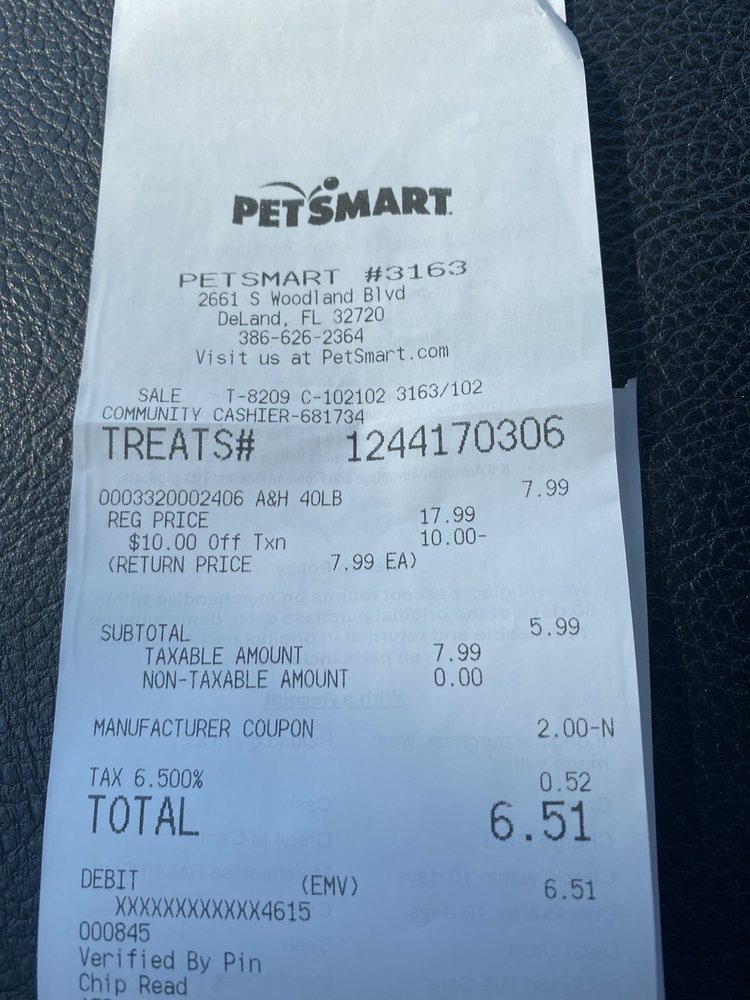 PETSMART
PETSMART #3163
2661 S Woodland Blvd
DeLand, FL 32720
386-626-2364
Visit us at PetSmart.com
SALE T-8209 C-102102 3163/102
COMMUNITY CASHIER-681734
TREATS# 1244170306
0003320002406 A&H 40LB 7.99
REG PRICE 17.99
$10.00 Off Txn 10.00-
(RETURN PRICE 7.99 EA)
SUBTOTAL 5.99
TAXABLE AMOUNT 7.99
NON-TAXABLE AMOUNT 0.00
MANUFACTURER COUPON 2.00-N
TAX 6.500% 0.52
TOTAL 6.51
DEBIT (EMV) 6.51
XXXXXXXXXXXX4615
000845
Verified By Pin
Chip Read